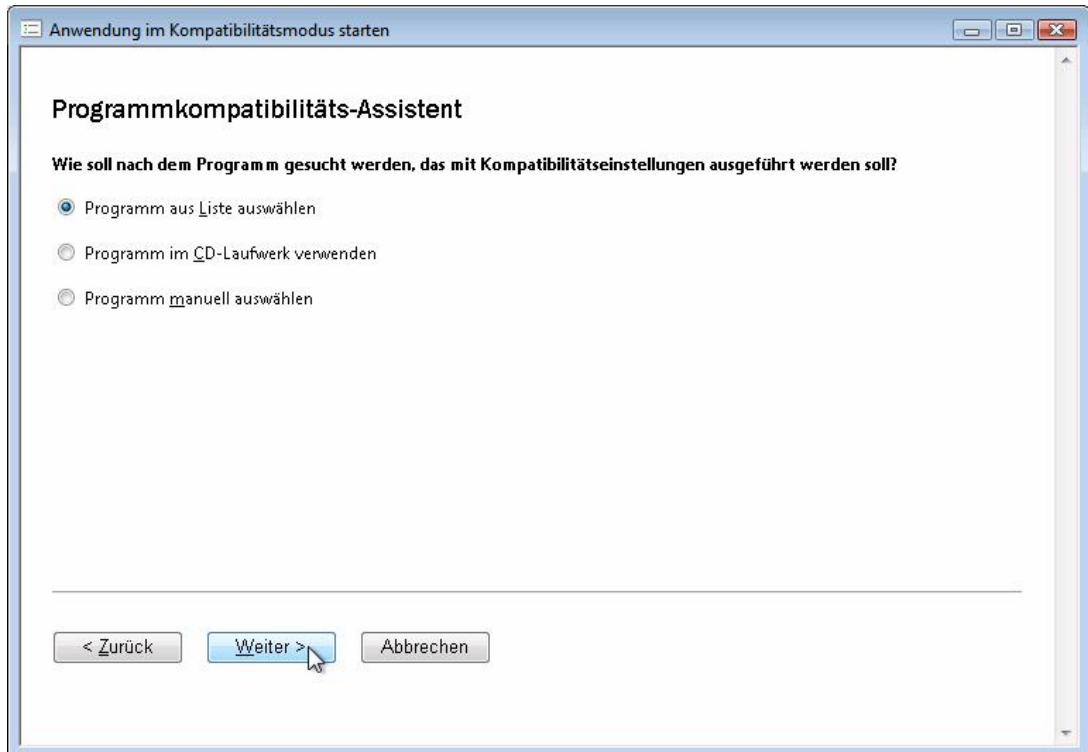 Anwendung im Kompatibilitätsmodus starten
Programmkompatibilitäts-Assistent
Wie soll nach dem Programm gesucht werden, das mit Kompatibilitätseinstellungen ausgeführt werden soll?
Programm aus Liste auswählen
Programm im CD-Laufwerk verwenden
Programm manuell auswählen
< Zurück
Weiter >
Abbrechen